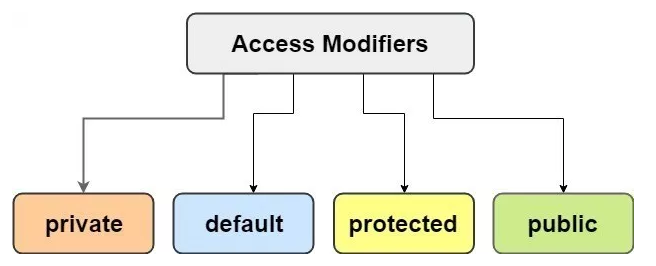 Access Modifiers
private
default
protected
public